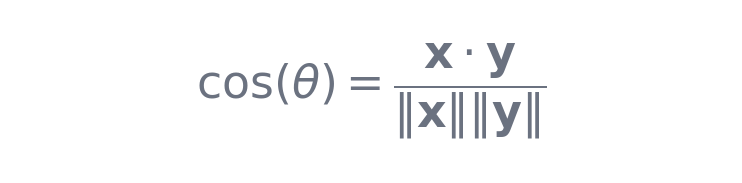 cos(θ) = x · y / ‖x‖‖y‖